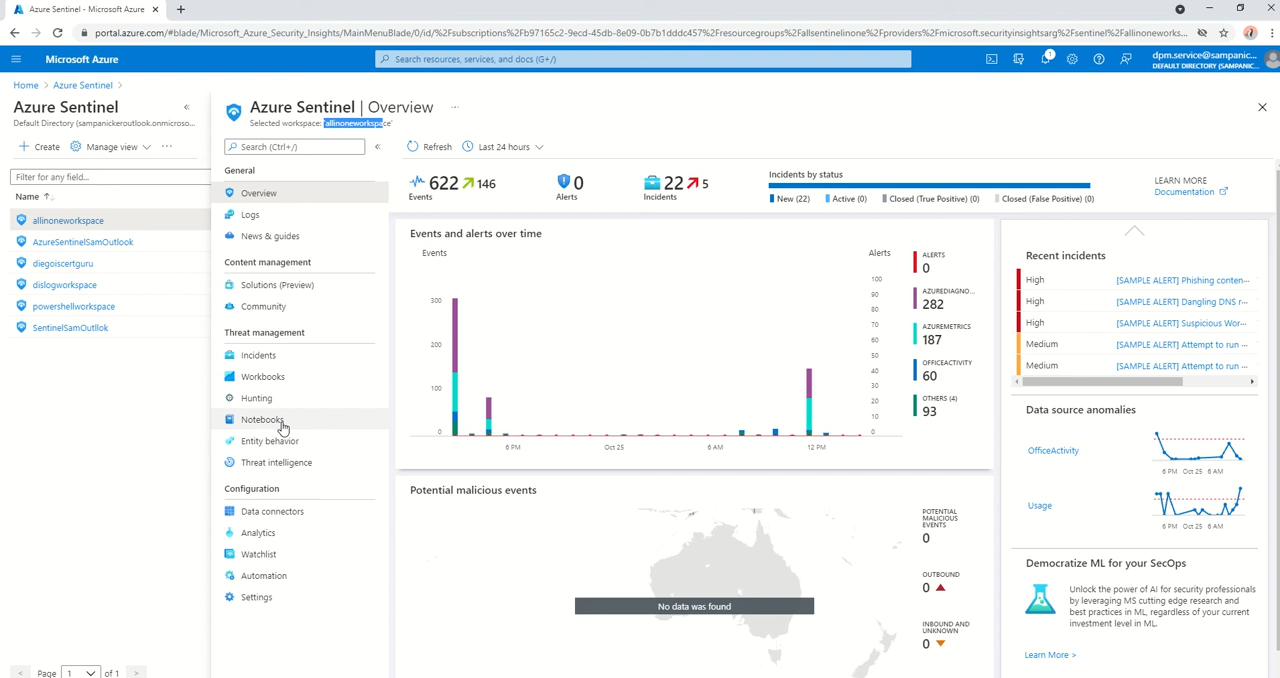 Azure Sentinel - Microsoft Azure
portal.azure.com/#blade/Microsoft_Azure_Security_Insights/MainMenuBlade/0/id/%2Fsubscriptions%2Fb97165c2-9ecd-45db-8e09-0b7b1dddc457%2Fresourcegroups%2Fallsentinelone%2Fproviders%2Fmicrosoft.securityinsightsarg%2Fsentinel%2Fallinonewks...
Microsoft Azure
Search resources, services, and docs (G+/)
1
dpm.service@sampanic...
DEFAULT DIRECTORY (SAMPANIC...
Home > Azure Sentinel >
Azure Sentinel
«
Default Directory (sampanickeroutlook.onmicroso...
+ Create
Manage view
...
Filter for any field...
Name ↑
allinoneworkspace
AzureSentinelSamOutlook
diegoiscertguru
dislogworkspace
powershellworkspace
SentinelSamOutllok
< Page 1 of 1 >
Azure Sentinel | Overview ...
Selected workspace: 'allinoneworkspace'
Search (Ctrl+/)
«
General
Overview
Logs
News & guides
Content management
Solutions (Preview)
Community
Threat management
Incidents
Workbooks
Hunting
Notebooks
Entity behavior
Threat intelligence
Configuration
Data connectors
Analytics
Watchlist
Automation
Settings
Refresh
Last 24 hours
622 146
Events
0
Alerts
22 5
Incidents
Incidents by status
New (22)
Active (0)
Closed (True Positive) (0)
Closed (False Positive) (0)
LEARN MORE
Documentation
Events and alerts over time
Events
Alerts
300
200
100
0
100
90
80
70
60
50
40
30
20
10
0
6 PM
Oct 25
6 AM
12 PM
ALERTS
0
AZUREDIAGNO...
282
AZUREMETRICS
187
OFFICEACTIVITY
60
OTHERS (4)
93
Potential malicious events
No data was found
POTENTIAL
MALICIOUS
EVENTS
0
OUTBOUND
0
INBOUND AND
UNKNOWN
0
Recent incidents
High [SAMPLE ALERT] Phishing conten...
High [SAMPLE ALERT] Dangling DNS r...
High [SAMPLE ALERT] Suspicious Wor...
Medium [SAMPLE ALERT] Attempt to run ...
Medium [SAMPLE ALERT] Attempt to run ...
Data source anomalies
OfficeActivity
6 PM Oct 25 6 AM
Usage
6 PM Oct 25 6 AM
Democratize ML for your SecOps
Unlock the power of AI for security professionals
by leveraging MS cutting edge research and
best practices in ML, regardless of your current
investment level in ML.
Learn More >